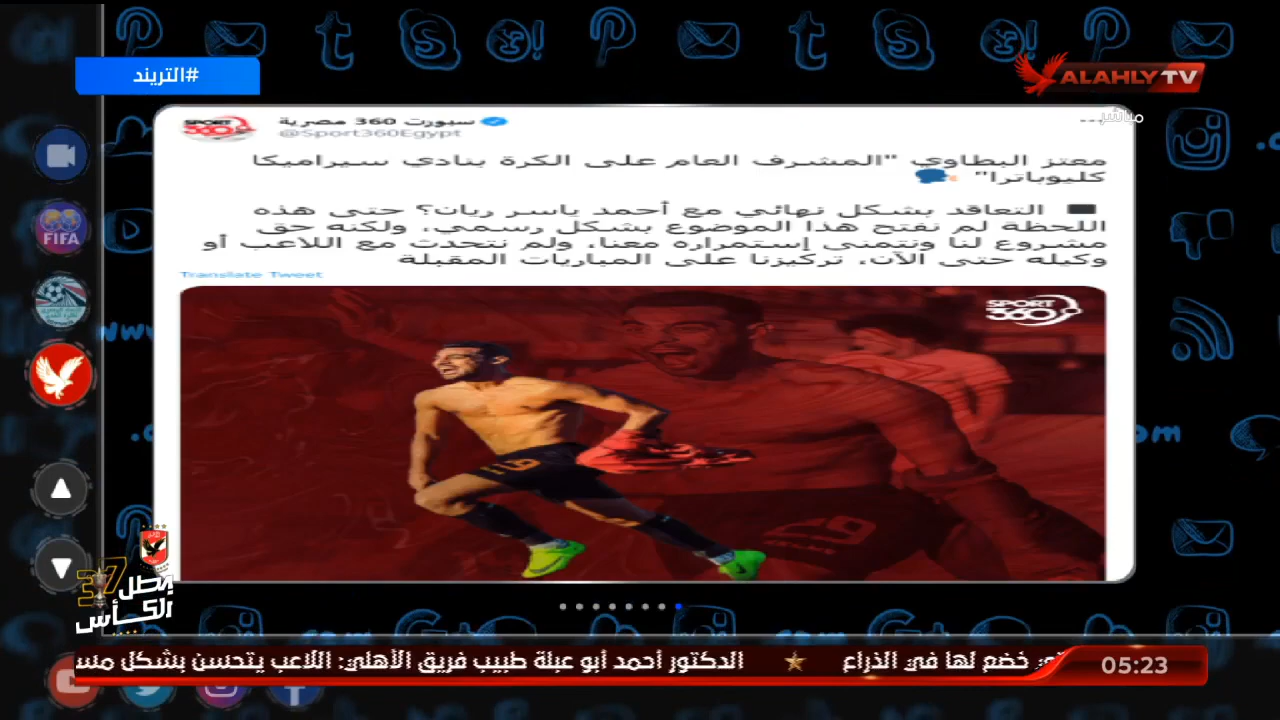 #التريند
ALAHLY TV
مباشر
SPORT 360
سبورت 360 مصرية
@Sport360Egypt
معتز البطاوي "المشرف العام على الكرة بنادي سيراميكا
كليوباترا" 🗣
التعاقد بشكل نهائي مع أحمد ياسر ريان؟ حتى هذه
اللحظة لم نفتح هذا الموضوع بشكل رسمي، ولكنه حق
مشروع لنا ونتمنى إستمراره معنا، ولم نتحدث مع اللاعب أو
وكيله حتى الآن، تركيزنا على المباريات المقبلة
Translate Tweet
SPORT 360
19
FIFA
37
بطل
الكأس
خضع لها في الذراع ★ الدكتور أحمد أبو عبلة طبيب فريق الأهلي: اللاعب يتحسن بشكل
05:23